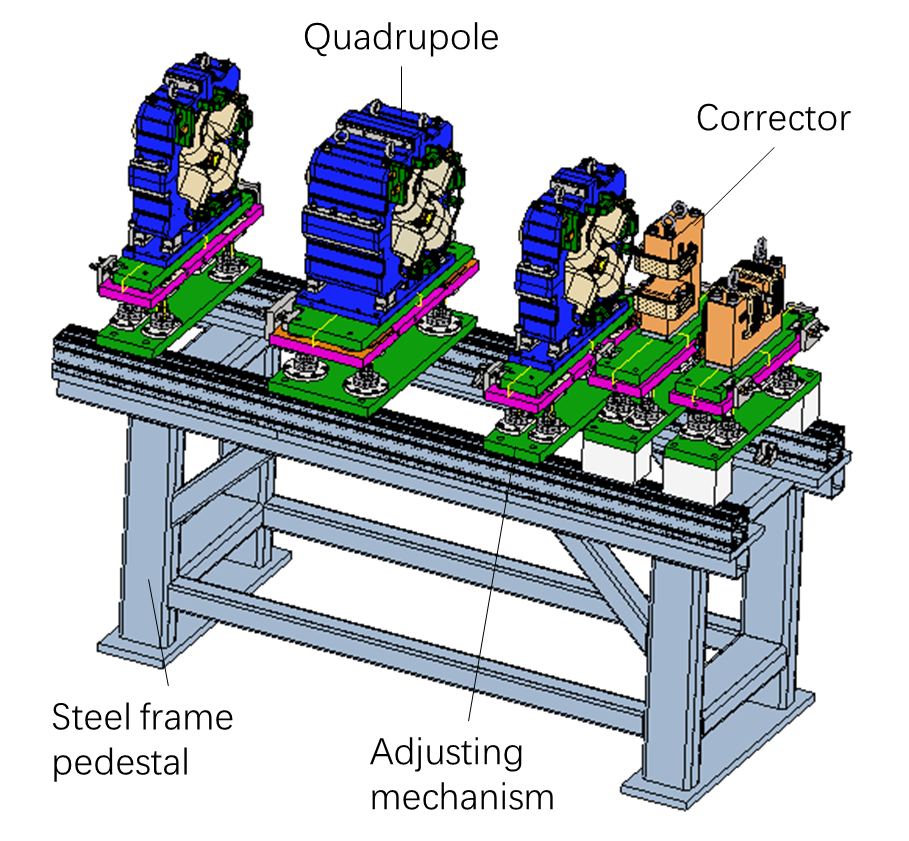 Quadrupole
Corrector
Steel frame
pedestal
Adjusting
mechanism